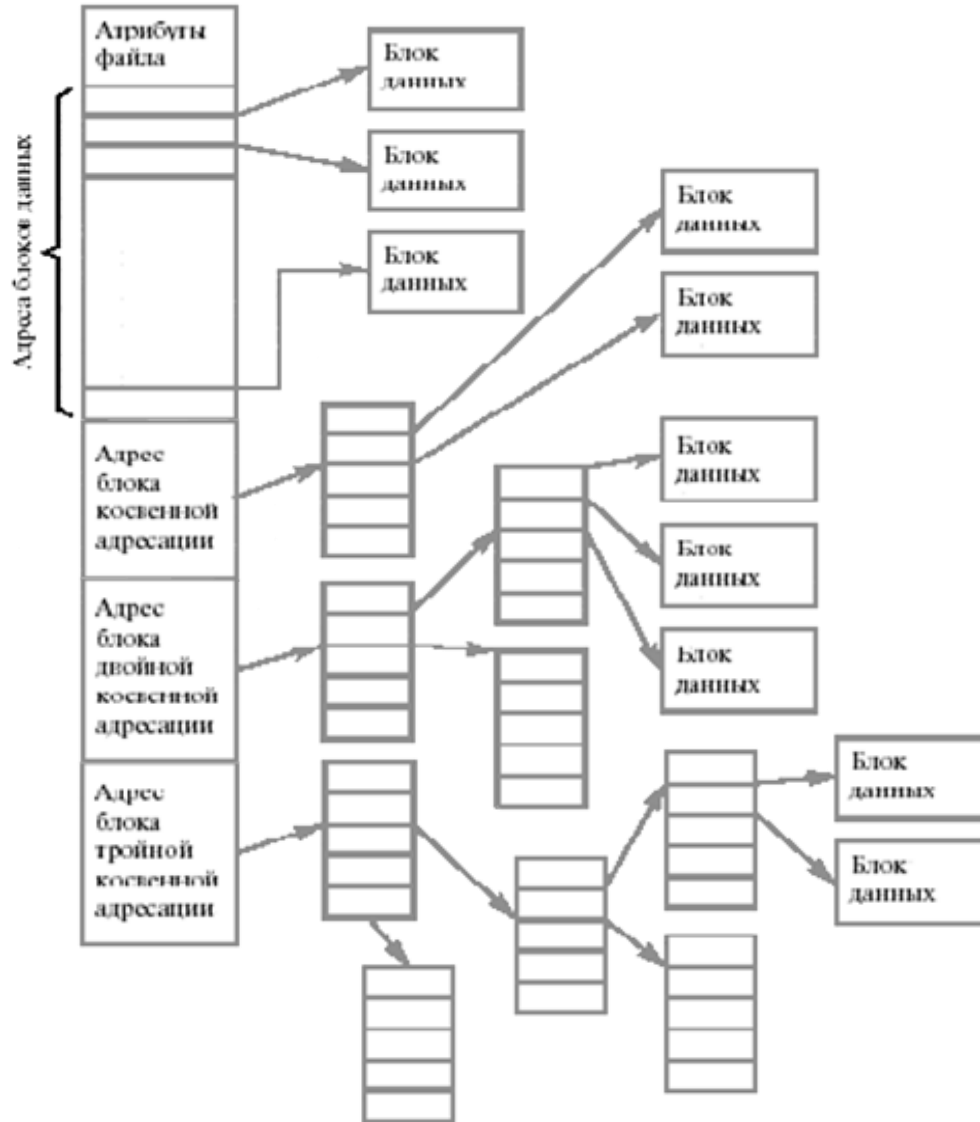 Атрибуты
файла
Адреса блоков данных
Блок
данных
Блок
данных
Блок
данных
Блок
данных
Блок
данных
Адрес
блока
косвенной
адресации
Блок
данных
Блок
данных
Блок
данных
Адрес
блока
двойной
косвенной
адресации
Адрес
блока
тройной
косвенной
адресации
Блок
данных
Блок
данных